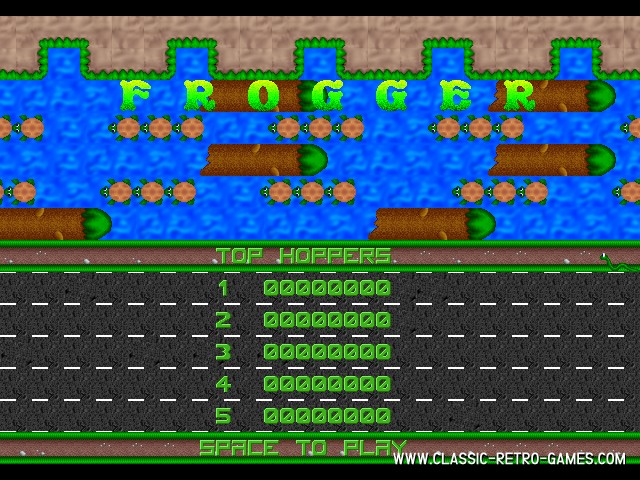 FROGGER
TOP HOPPERS
1 00000000
2 00000000
3 00000000
4 00000000
5 00000000
SPACE TO PLAY
WWW.CLASSIC-RETRO-GAMES.COM